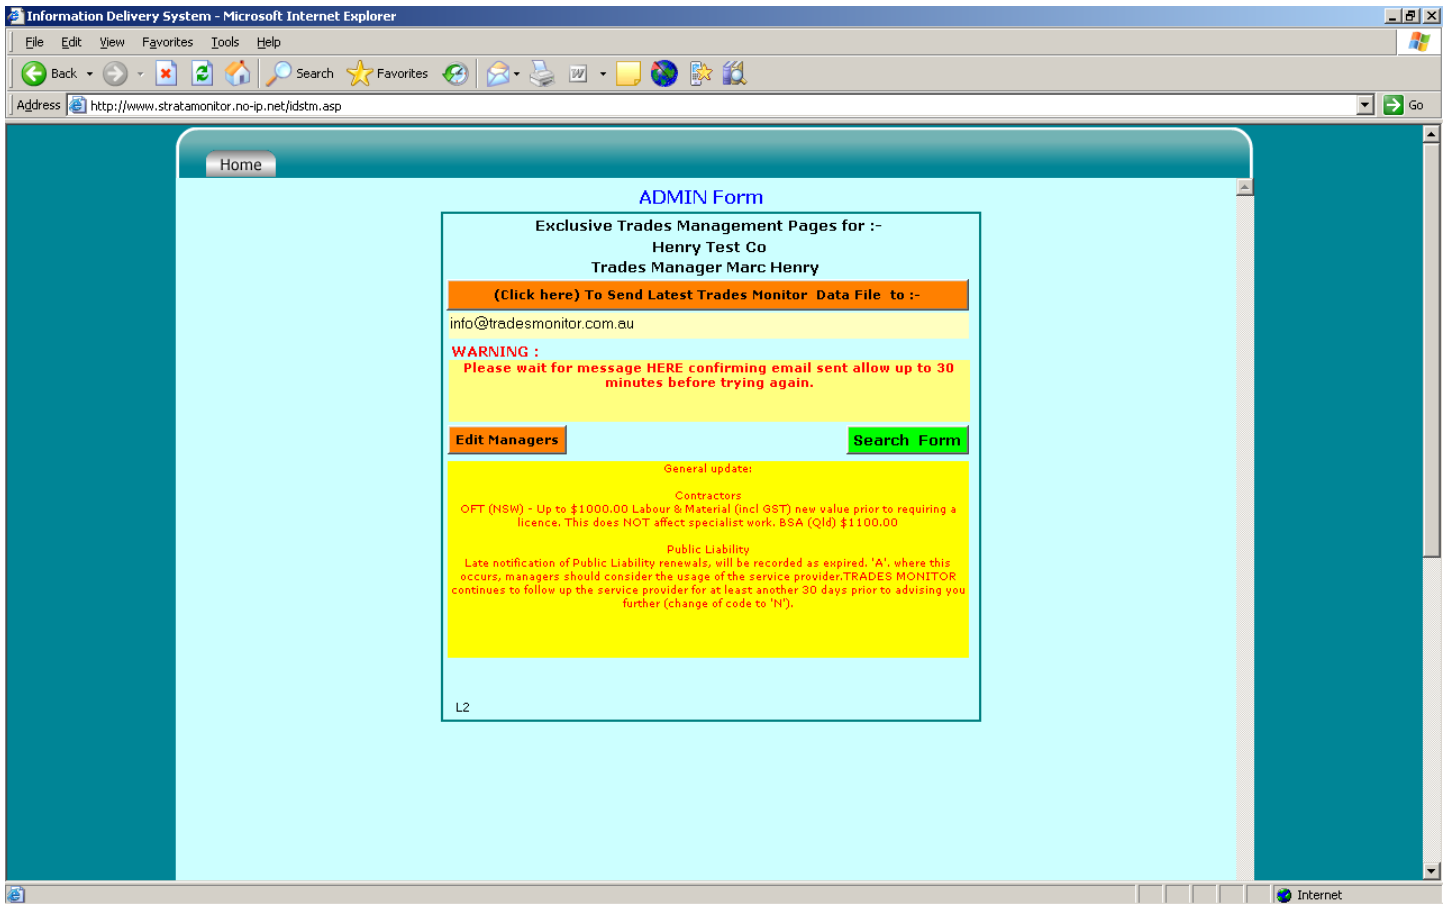 Information Delivery System - Microsoft Internet Explorer
File Edit View Favorites Tools Help
Back Search Favorites
Address http://www.stratamonitor.no-ip.net/idstm.asp Go
Home
ADMIN Form
Exclusive Trades Management Pages for :-
Henry Test Co
Trades Manager Marc Henry
(Click here) To Send Latest Trades Monitor Data File to :-
info@tradesmonitor.com.au
WARNING :
Please wait for message HERE confirming email sent allow up to 30
minutes before trying again.
Edit Managers Search Form
General update:
Contractors
OFT (NSW) - Up to $1000.00 Labour & Material (incl GST) new value prior to requiring a
licence. This does NOT affect specialist work. BSA (Qld) $1100.00
Public Liability
Late notification of Public Liability renewals, will be recorded as expired. 'A'. where this
occurs, managers should consider the usage of the service provider.TRADES MONITOR
continues to follow up the service provider for at least another 30 days prior to advising you
further (change of code to 'N').
L2
Internet